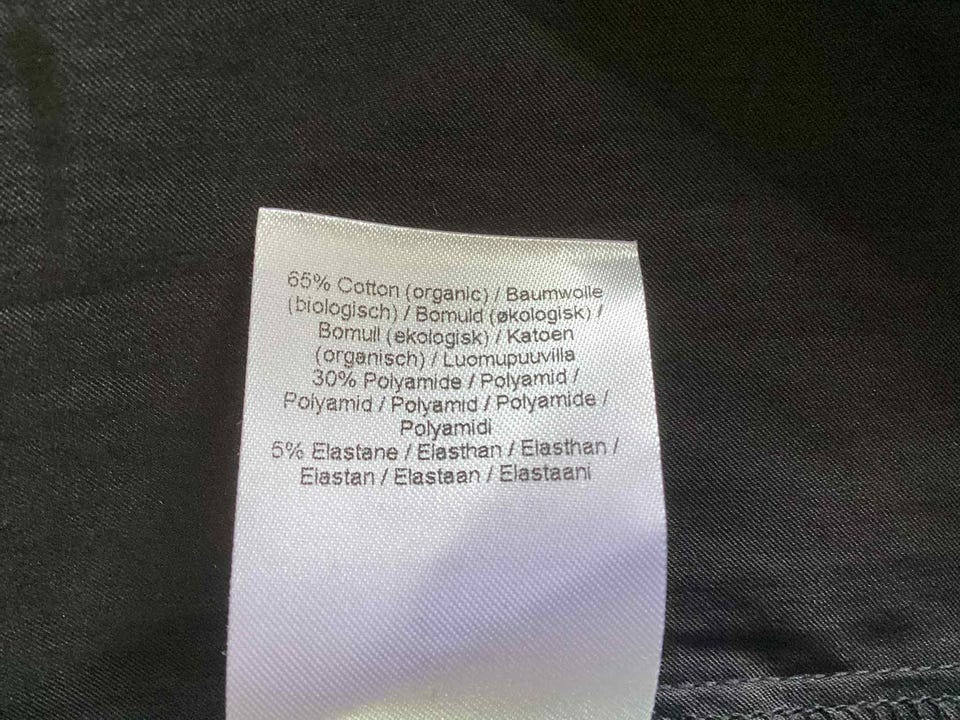 65% Cotton (organic) / Baumwolle
(biologisch) / Bomuld (økologisk) /
Bomull (ekologisk) / Katoen
(organisch) / Luomupuuvilla
30% Polyamide / Polyamid /
Polyamid / Polyamid / Polyamide /
Polyamidi
5% Elastane / Elasthan / Elasthan /
Elastan / Elastaan / Elastaani